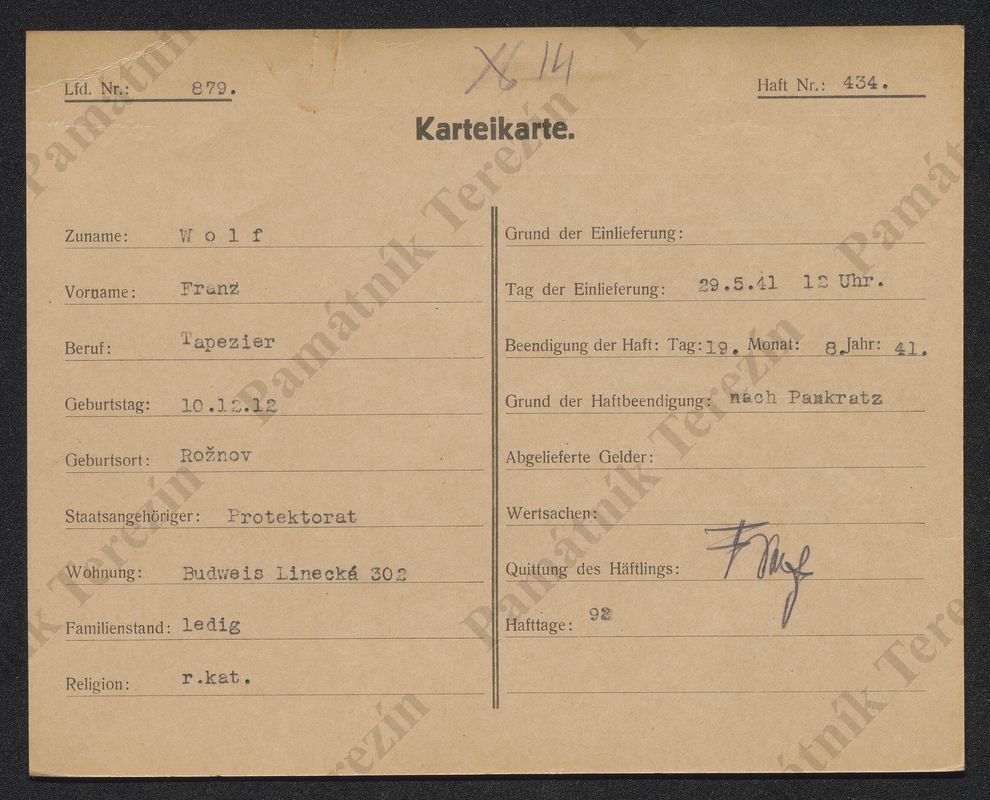 14
Lfd. Nr.: 879.
Haft Nr.: 434.
Karteikarte.
Zuname: Wolf
Vorname: Franz
Beruf: Tapezier
Geburtstag: 10.12.12
Geburtsort: Rožnov
Staatsangehöriger: Protektorat
Wohnung: Budweis Linecká 302
Familienstand: ledig
Religion: r.kat.
Grund der Einlieferung:
Tag der Einlieferung: 29.5.41 12 Uhr.
Beendigung der Haft: Tag: 19. Monat: 8. Jahr: 41.
Grund der Haftbeendigung: nach Pankratz
Abgelieferte Gelder:
Wertsachen:
Quittung des Häftlings:
Hafttage: 92
Památník Terezín